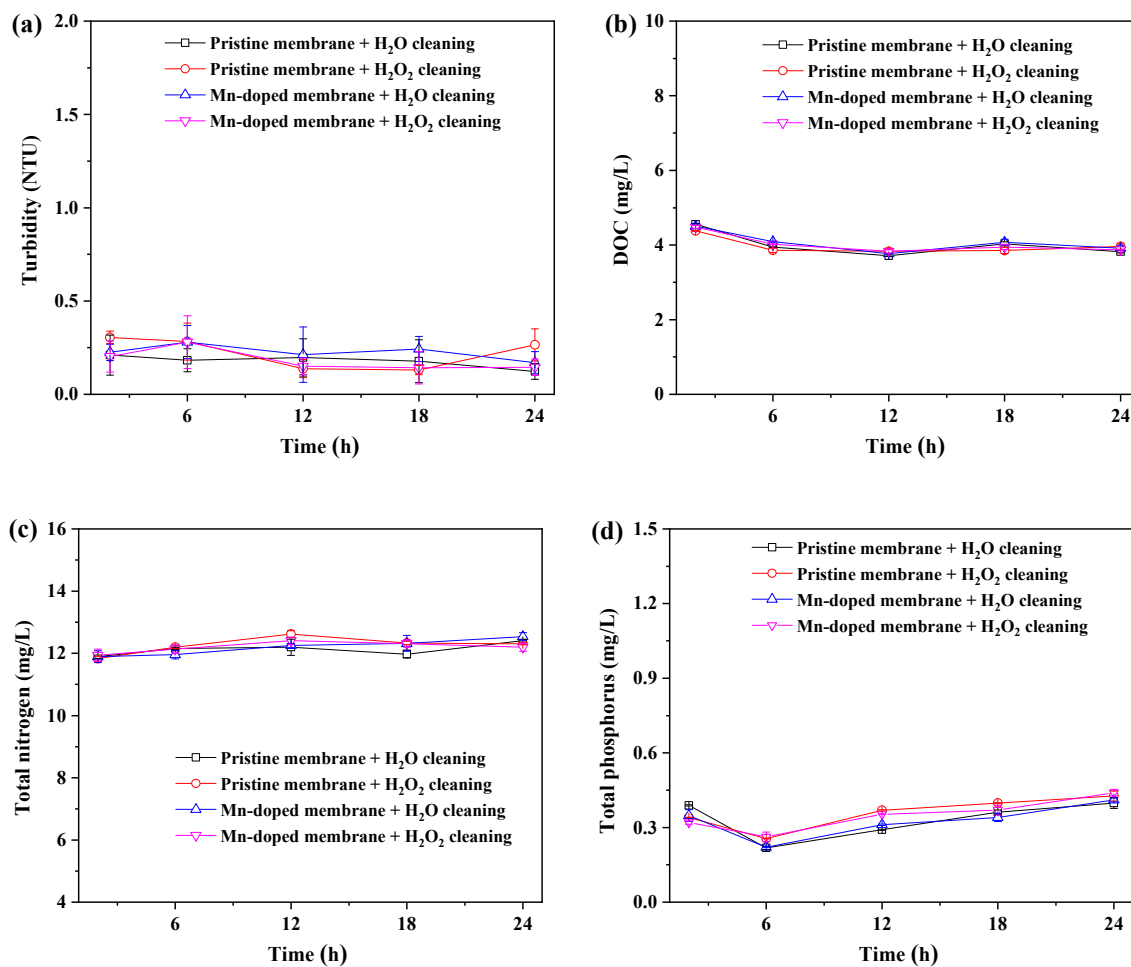 (a)
2.0
1.5
1.0
0.5
0.0
Turbidity (NTU)
Pristine membrane + H₂O cleaning
Pristine membrane + H₂O₂ cleaning
Mn-doped membrane + H₂O cleaning
Mn-doped membrane + H₂O₂ cleaning
6 12 18 24
Time (h)
(b)
10
8
6
4
2
0
DOC (mg/L)
Pristine membrane + H₂O cleaning
Pristine membrane + H₂O₂ cleaning
Mn-doped membrane + H₂O cleaning
Mn-doped membrane + H₂O₂ cleaning
6 12 18 24
Time (h)
(c)
16
14
12
10
8
6
4
Total nitrogen (mg/L)
Pristine membrane + H₂O cleaning
Pristine membrane + H₂O₂ cleaning
Mn-doped membrane + H₂O cleaning
Mn-doped membrane + H₂O₂ cleaning
6 12 18 24
Time (h)
(d)
1.5
1.2
0.9
0.6
0.3
0.0
Total phosphorus (mg/L)
Pristine membrane + H₂O cleaning
Pristine membrane + H₂O₂ cleaning
Mn-doped membrane + H₂O cleaning
Mn-doped membrane + H₂O₂ cleaning
6 12 18 24
Time (h)